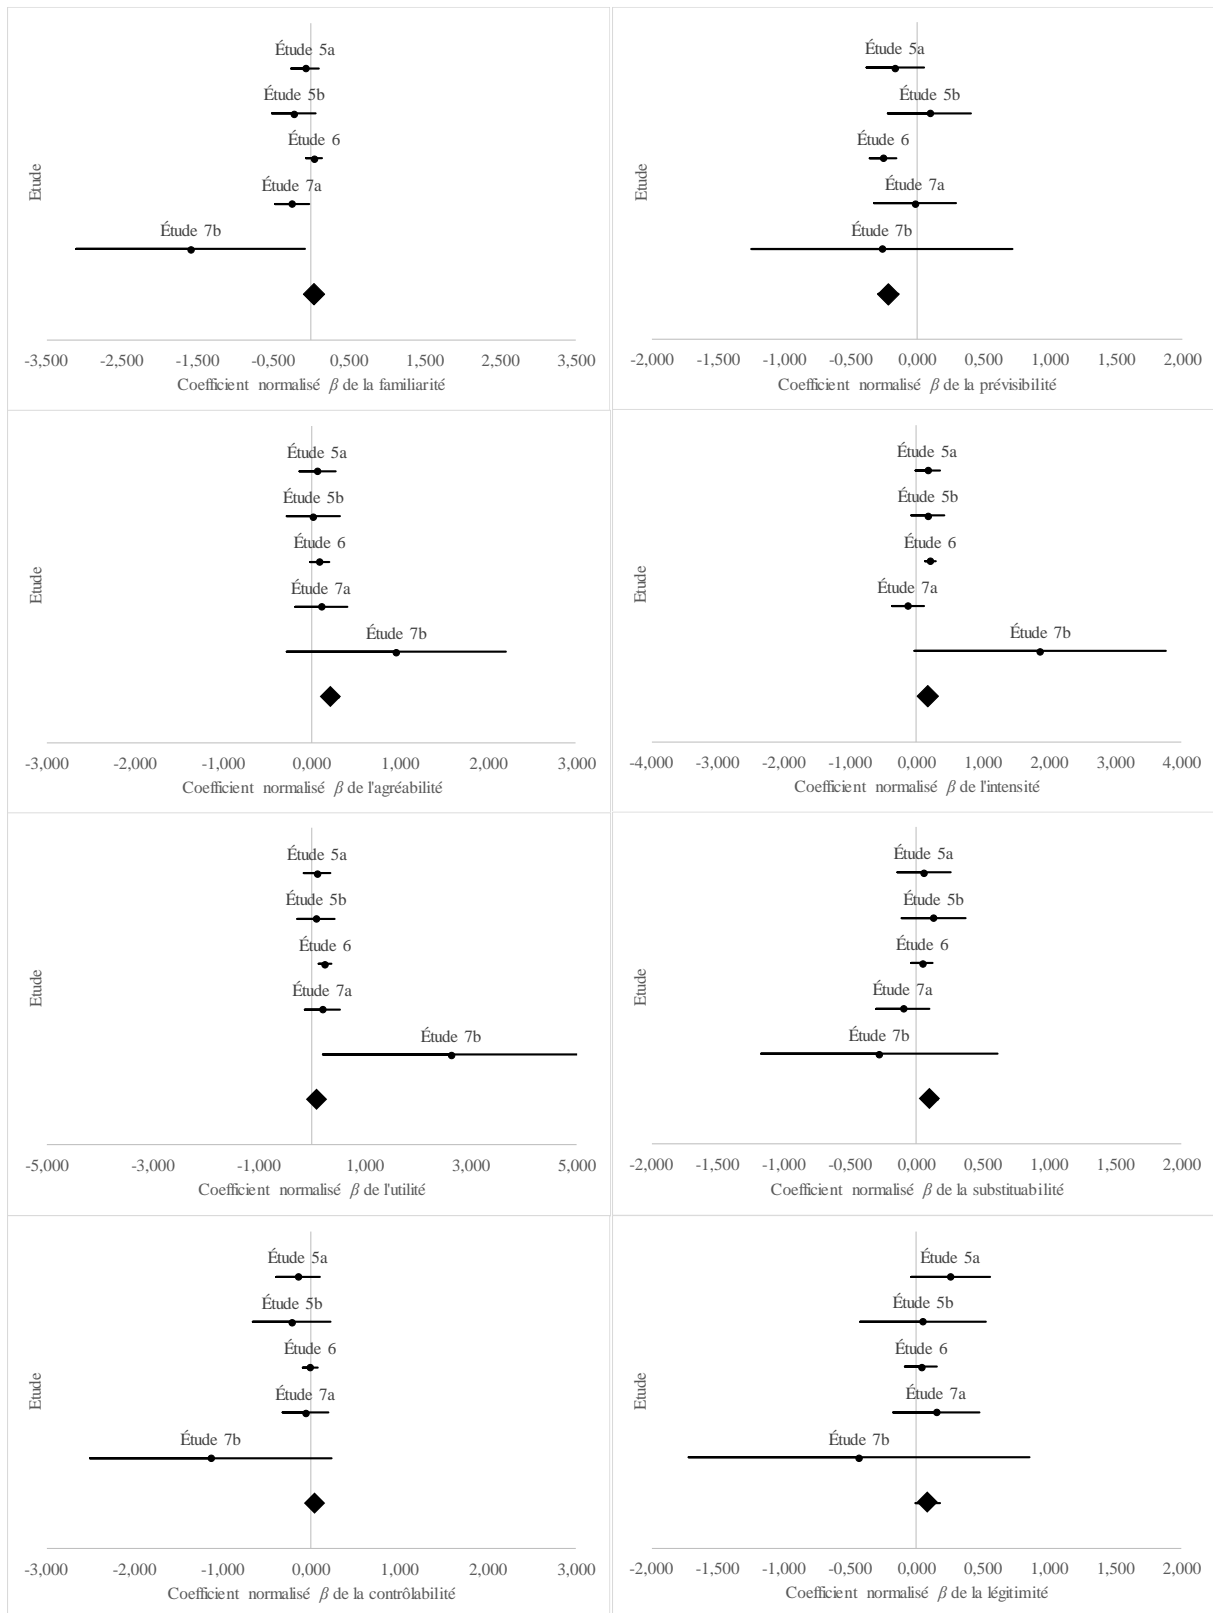 Étude 5a
Étude 5b
Étude 6
Étude 7a
Étude 7b
Etude
-3,500 -2,500 -1,500 -0,500 0,500 1,500 2,500 3,500
Coefficient normalisé β de la familiarité
Étude 5a
Étude 5b
Étude 6
Étude 7a
Étude 7b
Etude
-2,000 -1,500 -1,000 -0,500 0,000 0,500 1,000 1,500 2,000
Coefficient normalisé β de la prévisibilité
Étude 5a
Étude 5b
Étude 6
Étude 7a
Étude 7b
Etude
-3,000 -2,000 -1,000 0,000 1,000 2,000 3,000
Coefficient normalisé β de l'agréabilité
Étude 5a
Étude 5b
Étude 6
Étude 7a
Étude 7b
Etude
-4,000 -3,000 -2,000 -1,000 0,000 1,000 2,000 3,000 4,000
Coefficient normalisé β de l'intensité
Étude 5a
Étude 5b
Étude 6
Étude 7a
Étude 7b
Etude
-5,000 -3,000 -1,000 1,000 3,000 5,000
Coefficient normalisé β de l'utilité
Étude 5a
Étude 5b
Étude 6
Étude 7a
Étude 7b
Etude
-2,000 -1,500 -1,000 -0,500 0,000 0,500 1,000 1,500 2,000
Coefficient normalisé β de la substituabilité
Étude 5a
Étude 5b
Étude 6
Étude 7a
Étude 7b
Etude
-3,000 -2,000 -1,000 0,000 1,000 2,000 3,000
Coefficient normalisé β de la contrôlabilité
Étude 5a
Étude 5b
Étude 6
Étude 7a
Étude 7b
Etude
-2,000 -1,500 -1,000 -0,500 0,000 0,500 1,000 1,500 2,000
Coefficient normalisé β de la légitimité